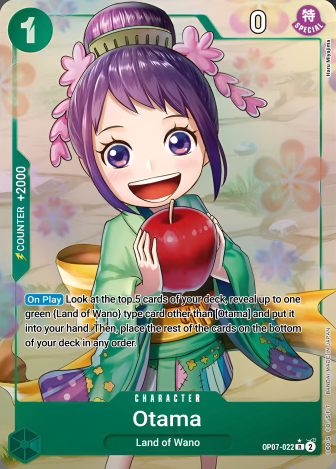 1
0
特
SPECIAL
Haru.Miyajima
COUNTER +2000
On Play Look at the top 5 cards of your deck, reveal up to one
green {Land of Wano} type card other than [Otama] and put it
into your hand. Then, place the rest of the cards on the bottom
of your deck in any order.
CHARACTER
Otama
Land of Wano
OP07-022 R 2